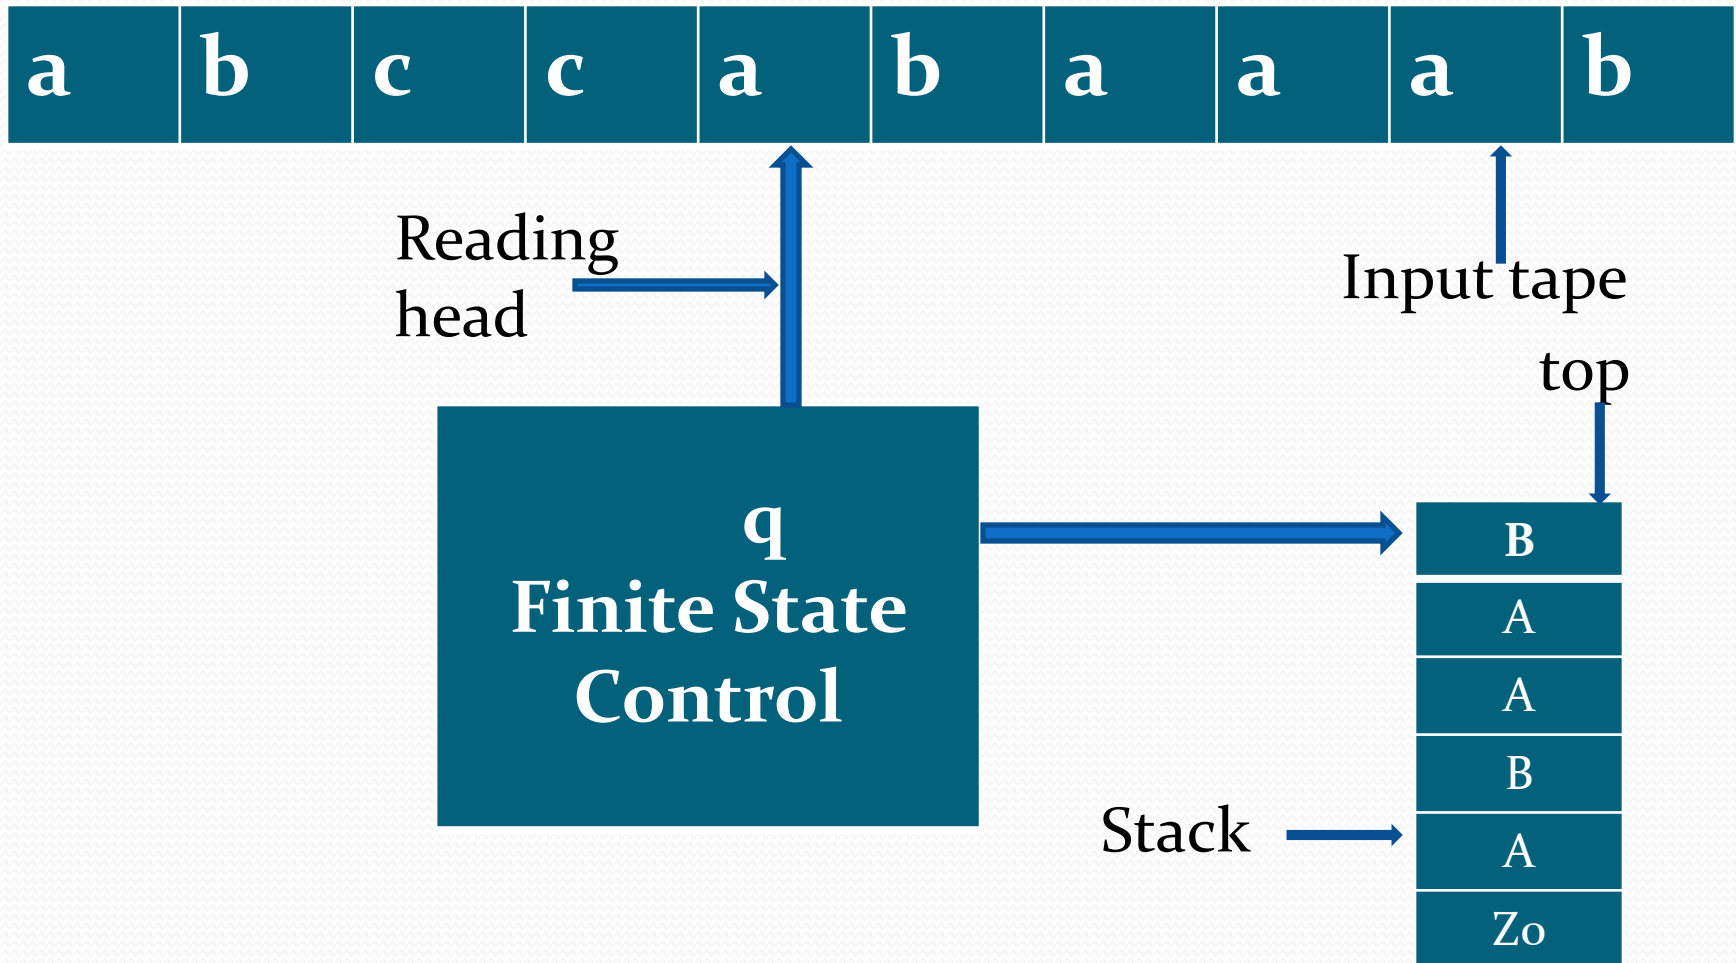 a b c c a b a a a b
Reading
head
Input tape
top
q
Finite State
Control
B
A
A
B
Stack
A
Zo